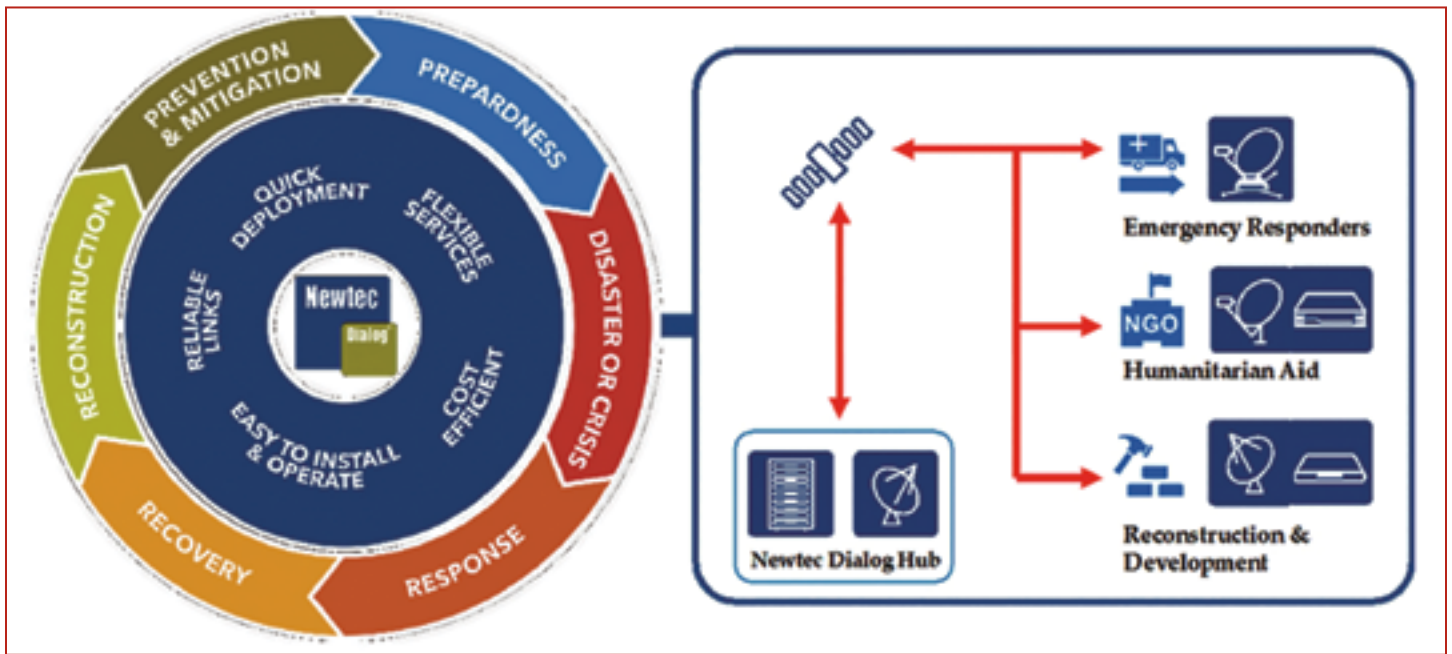 PREVENTION
& MITIGATION
PREPARDNESS
DISASTER OR CRISIS
RESPONSE
RECOVERY
RECONSTRUCTION
QUICK
DEPLOYMENT
FLEXIBLE
SERVICES
COST
EFFICIENT
EASY TO INSTALL
& OPERATE
RELIABLE
LINKS
Newtec
Dialog
Newtec Dialog Hub
Emergency Responders
NGO
Humanitarian Aid
Reconstruction &
Development